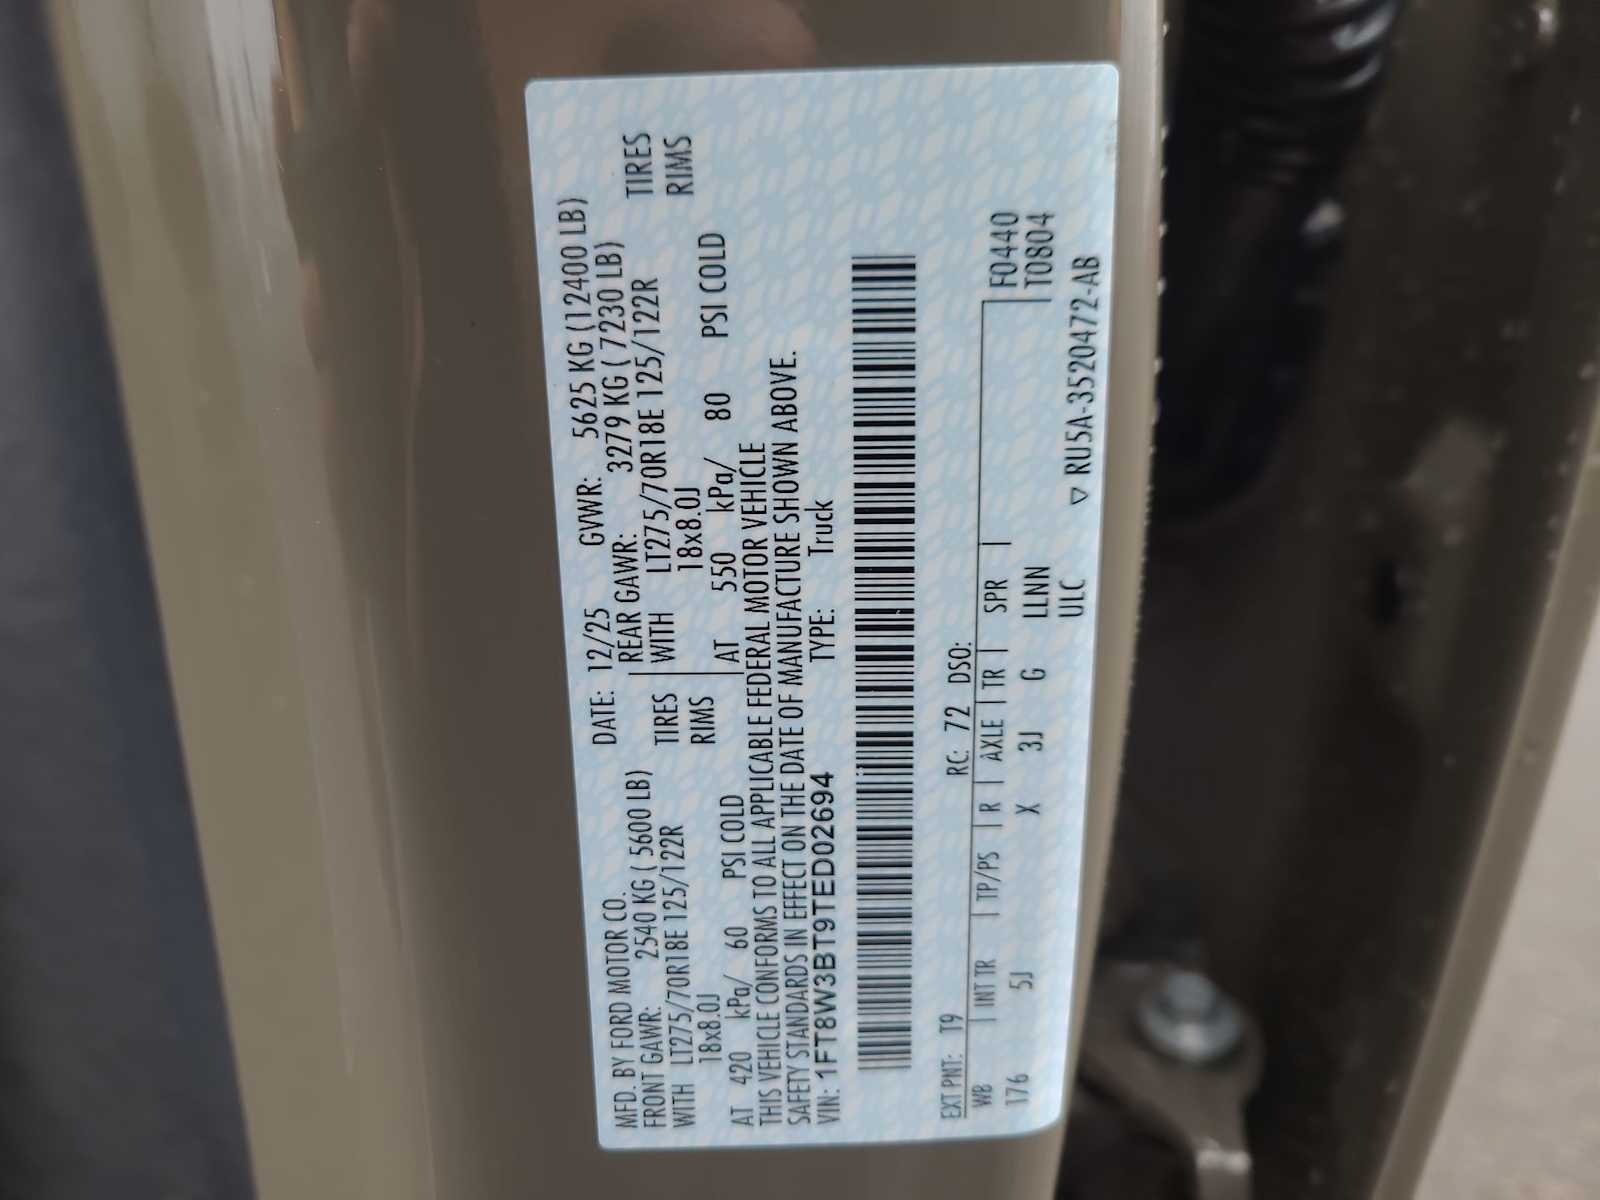 MFD. BY FORD MOTOR CO. DATE: 12/25 GVWR: 5625 KG (12400 LB)
FRONT GAWR: 2540 KG ( 5600 LB) REAR GAWR: 3279 KG ( 7230 LB)
WITH LT275/70R18E 125/122R TIRES WITH LT275/70R18E 125/122R TIRES
18x8.0J RIMS 18x8.0J RIMS
AT 420 kPa/ 60 PSI COLD AT 550 kPa/ 80 PSI COLD
THIS VEHICLE CONFORMS TO ALL APPLICABLE FEDERAL MOTOR VEHICLE
SAFETY STANDARDS IN EFFECT ON THE DATE OF MANUFACTURE SHOWN ABOVE.
VIN: 1FT8W3BT9TED02694 TYPE: Truck
EXT PNT: T9 RC: 72 DSO:
WB INT TR TP/PS R AXLE TR SPR F0440
176 5J X 3J G LLNN T0804
ULC
▽ RU5A-3520472-AB